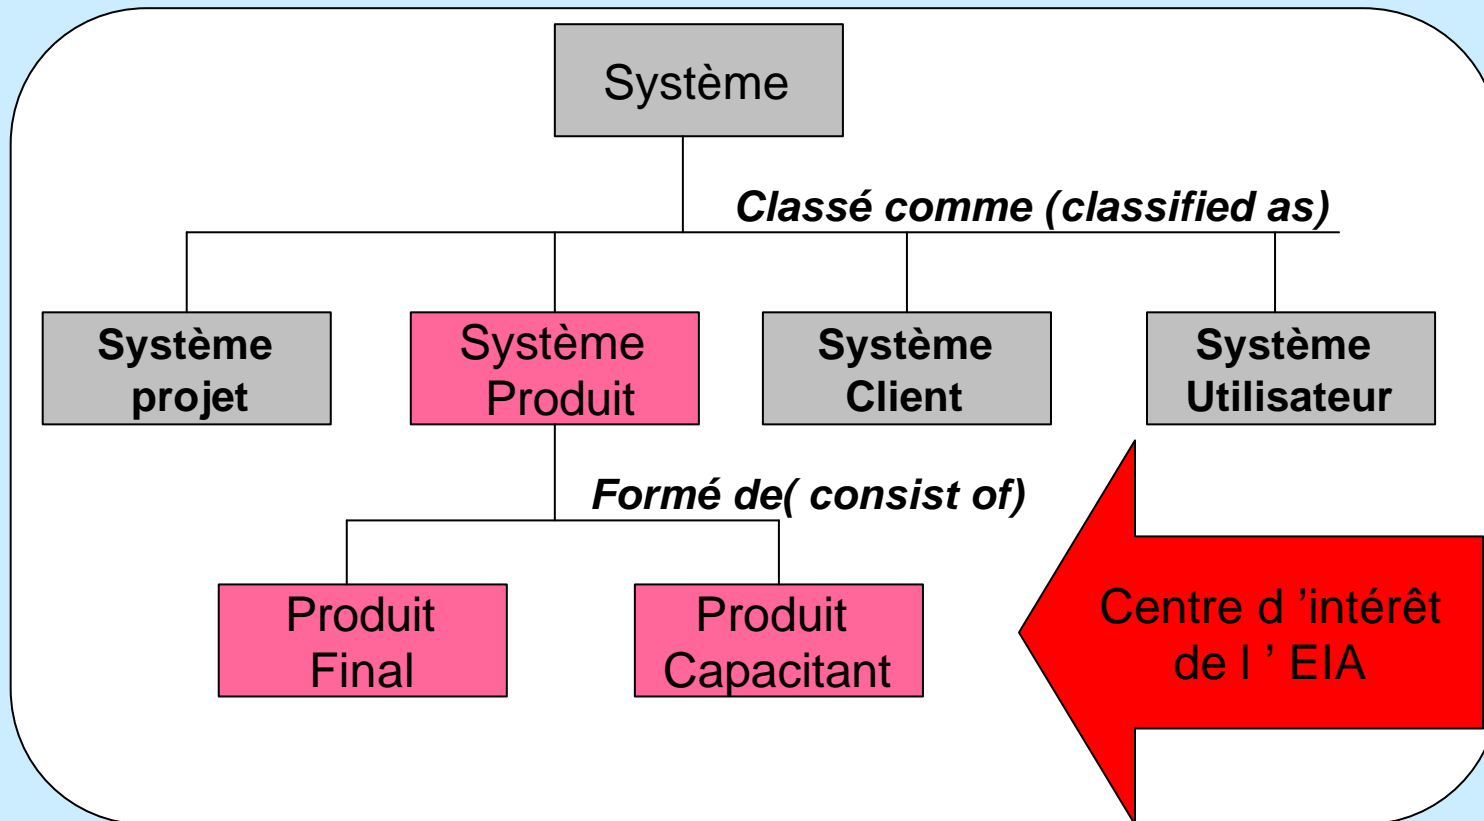 Système
Classé comme (classified as)
Système
projet
Système
Produit
Système
Client
Système
Utilisateur
Formé de( consist of)
Produit
Final
Produit
Capacitant
Centre d ’intérêt
de l ’ EIA